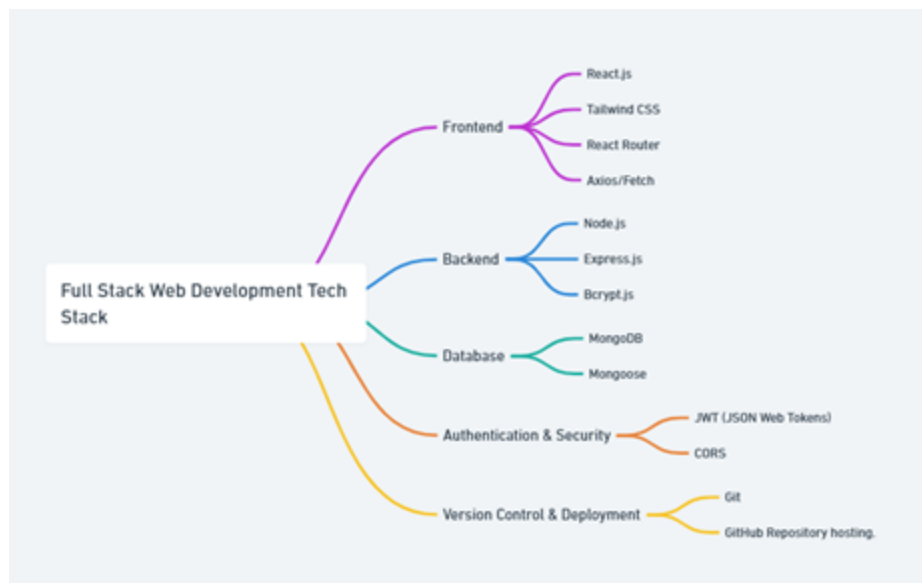 Full Stack Web Development Tech
Stack
Frontend
React.js
Tailwind CSS
React Router
Axios/Fetch
Backend
Node.js
Express.js
Bcrypt.js
Database
MongoDB
Mongoose
Authentication & Security
JWT (JSON Web Tokens)
CORS
Version Control & Deployment
Git
GitHub Repository hosting.